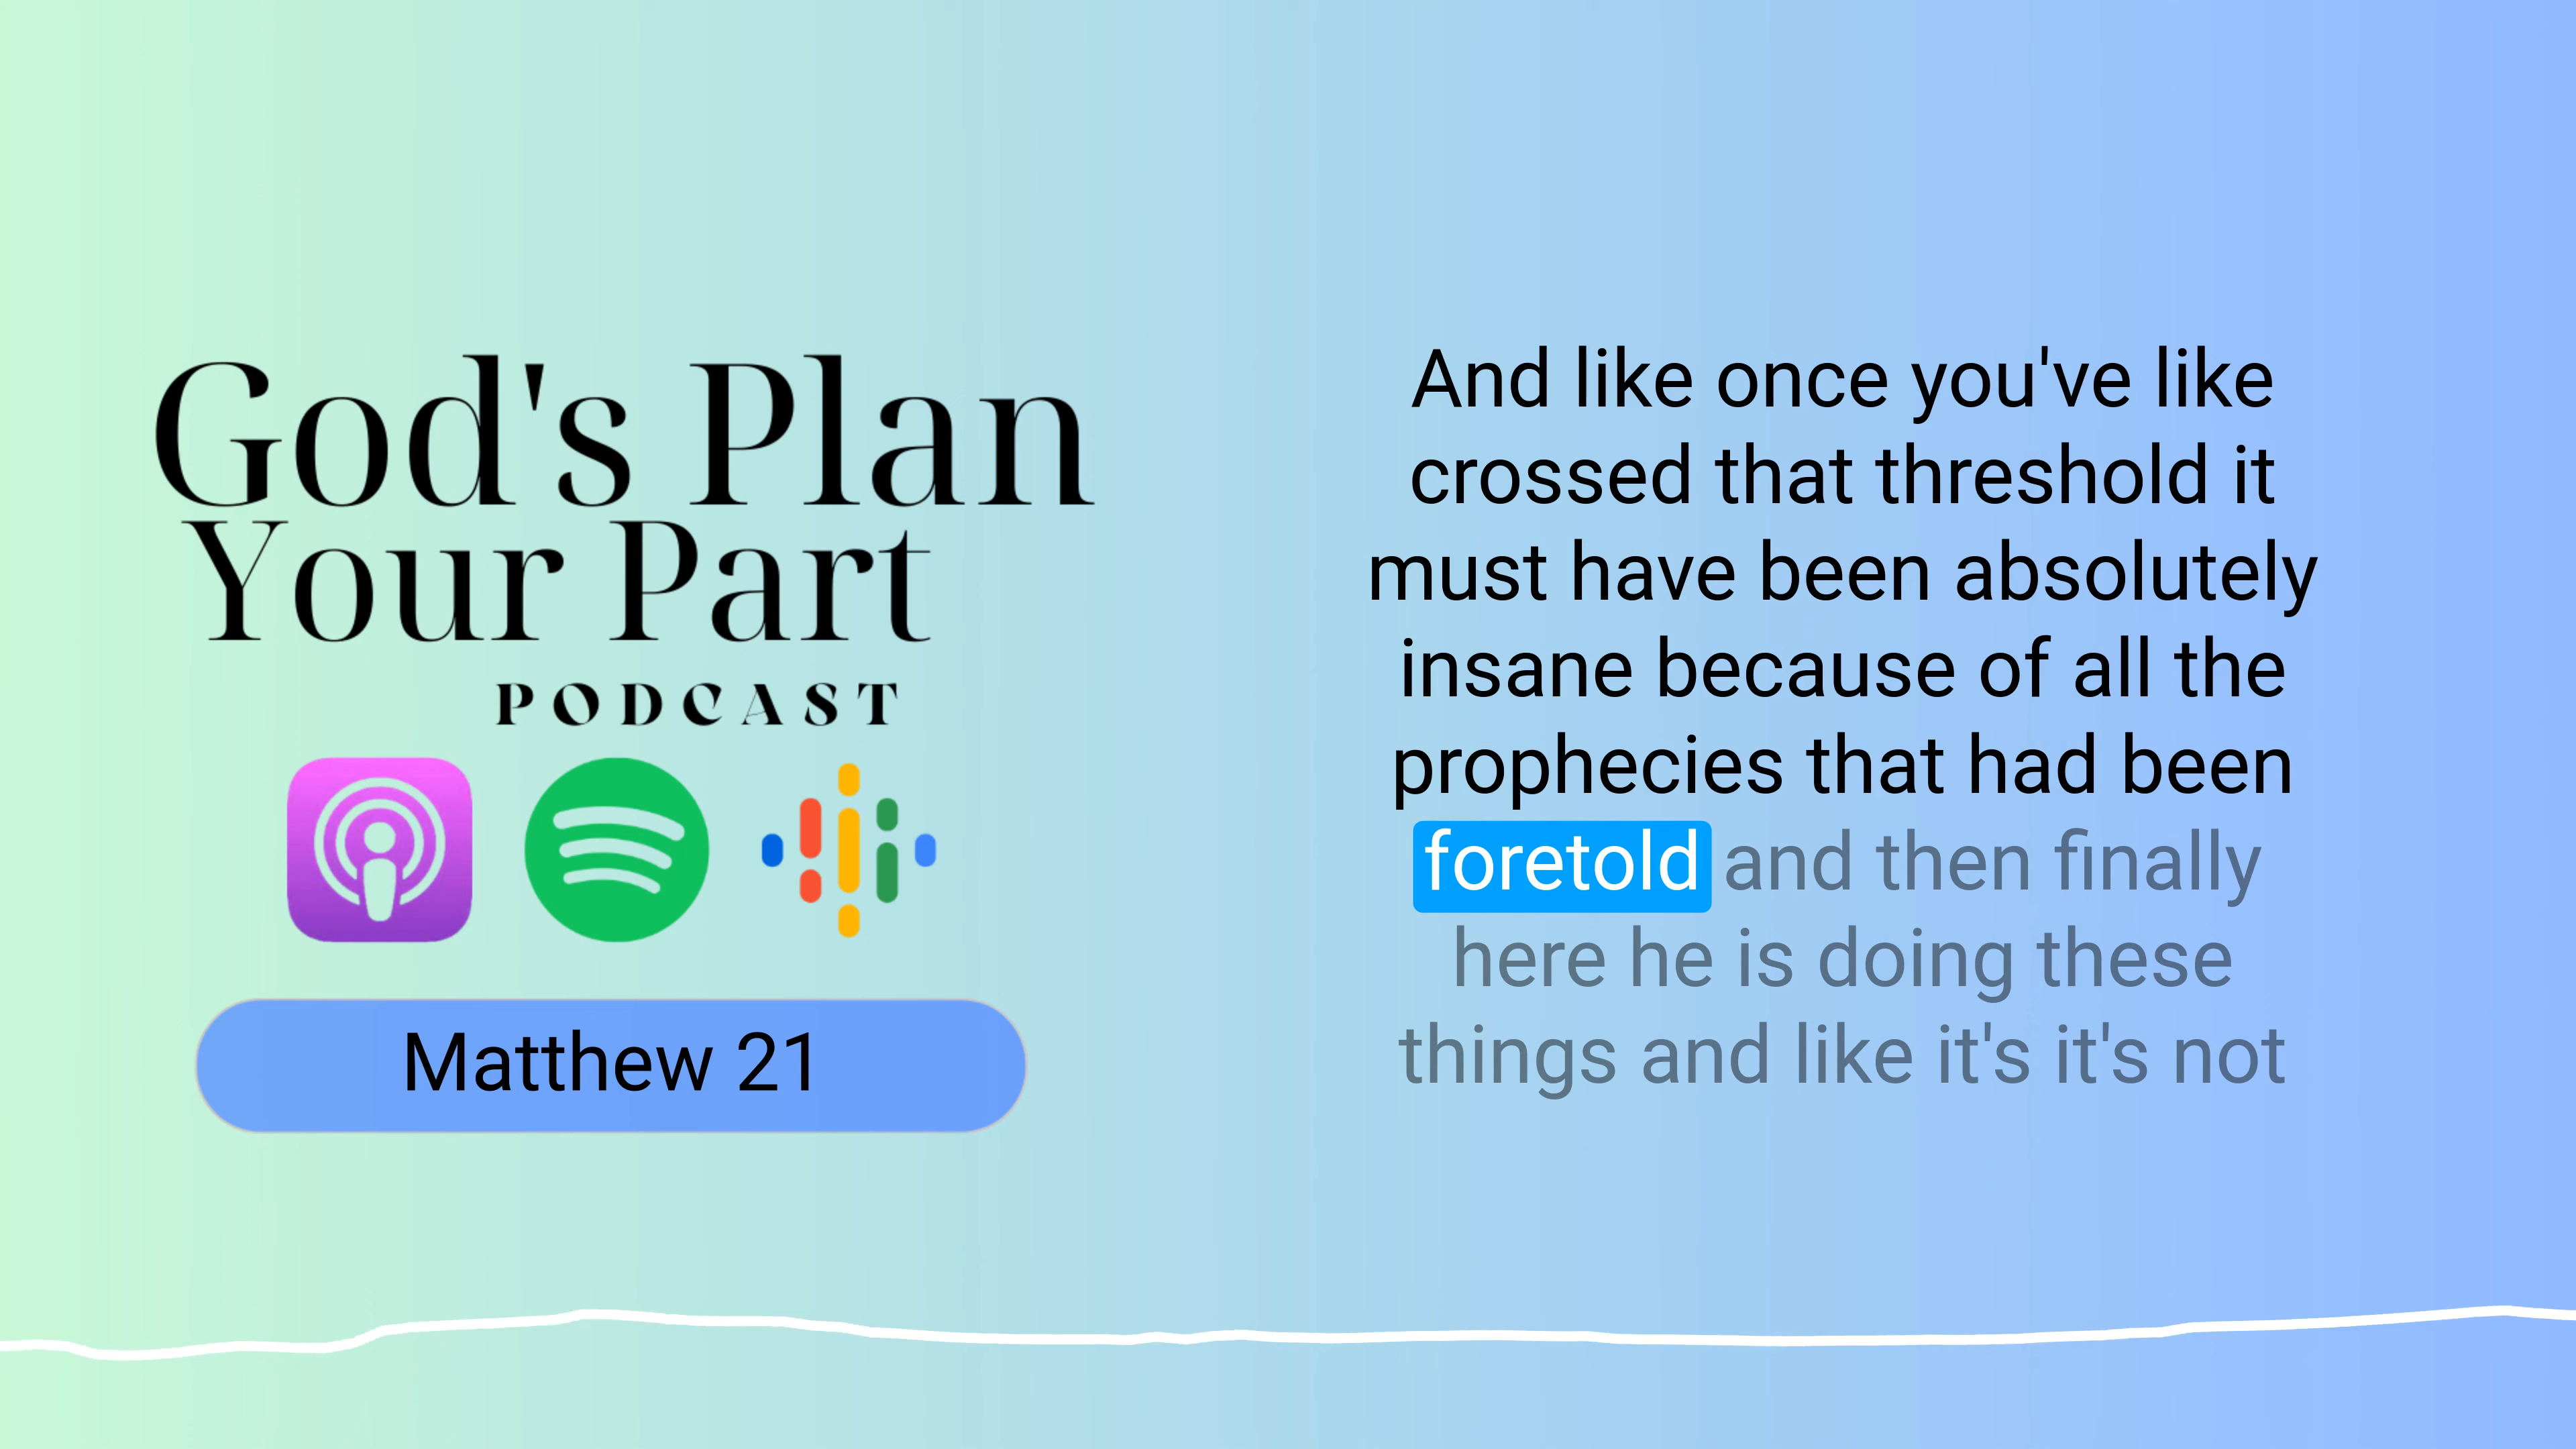 God's Plan
Your Part
PODCAST
Matthew 21
And like once you've like
crossed that threshold it
must have been absolutely
insane because of all the
prophecies that had been
foretold and then finally
here he is doing these
things and like it's it's not